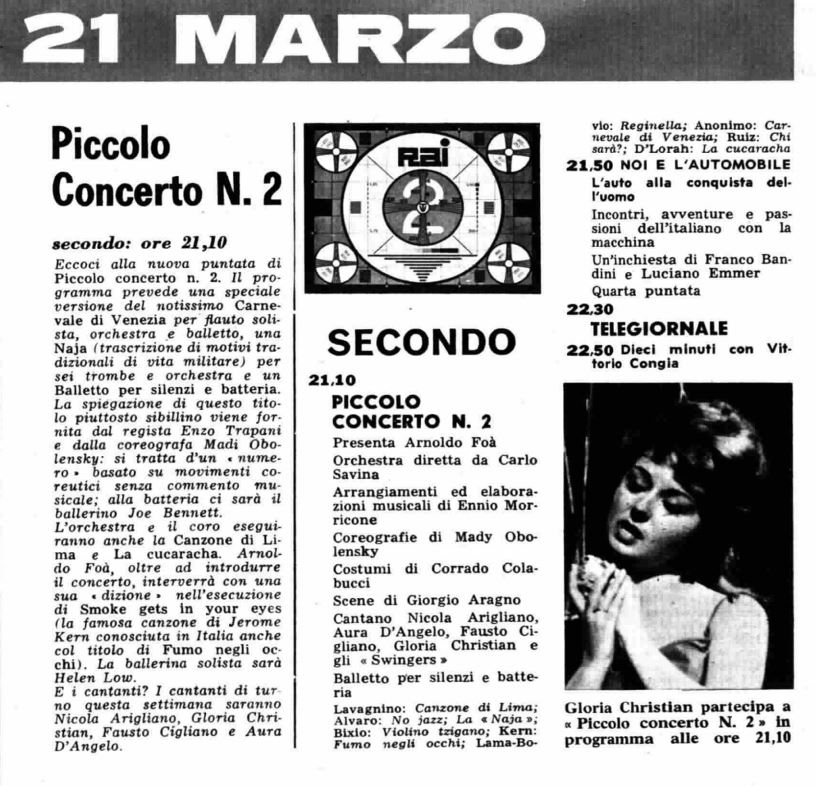 21 MARZO
Piccolo
Concerto N. 2
secondo: ore 21,10
Eccoci alla nuova puntata di
Piccolo concerto n. 2. Il pro-
gramma prevede una speciale
versione del notissimo Carne-
vale di Venezia per flauto soli-
sta, orchestra e balletto, una
Naja (trascrizione di motivi tra-
dizionali di vita militare) per
sei trombe e orchestra e un
Balletto per silenzi e batteria.
La spiegazione di questo tito-
lo piuttosto sibillino viene for-
nita dal regista Enzo Trapani
e dalla coreografa Madi Obo-
lensky: si tratta d'un « nume-
ro » basato su movimenti co-
reutici senza commento mu-
sicale; alla batteria ci sarà il
ballerino Joe Bennett.
L'orchestra e il coro esegui-
ranno anche la Canzone di Li-
ma e La cucaracha. Arnol-
do Foà, oltre ad introdurre
il concerto, interverrà con una
sua « dizione » nell'esecuzione
di Smoke gets in your eyes
(la famosa canzone di Jerome
Kern conosciuta in Italia anche
col titolo di Fumo negli oc-
chi). La ballerina solista sarà
Helen Low.
E i cantanti? I cantanti di tur-
no questa settimana saranno
Nicola Arigliano, Gloria Chri-
stian, Fausto Cigliano e Aura
D'Angelo.
Rai
2
SECONDO
21,10
PICCOLO
CONCERTO N. 2
Presenta Arnoldo Foà
Orchestra diretta da Carlo
Savina
Arrangiamenti ed elabora-
zioni musicali di Ennio Mor-
ricone
Coreografie di Mady Obo-
lensky
Costumi di Corrado Cola-
bucci
Scene di Giorgio Aragno
Cantano Nicola Arigliano,
Aura D'Angelo, Fausto Ci-
gliano, Gloria Christian e
gli « Swingers »
Balletto per silenzi e batte-
ria
Lavagnino: Canzone di Lima;
Alvaro: No jazz; La « Naja »;
Bixio: Violino tzigano; Kern:
Fumo negli occhi; Lama-Bo-
vio: Reginella; Anonimo: Car-
nevale di Venezia; Ruiz: Chi
sarà?; D'Lorah: La cucaracha
21,50 NOI E L'AUTOMOBILE
L'auto alla conquista del-
l'uomo
Incontri, avventure e pas-
sioni dell'italiano con la
macchina
Un'inchiesta di Franco Ban-
dini e Luciano Emmer
Quarta puntata
22,30
TELEGIORNALE
22,50 Dieci minuti con Vit-
torio Congia
Gloria Christian partecipa a
« Piccolo concerto N. 2 » in
programma alle ore 21,10